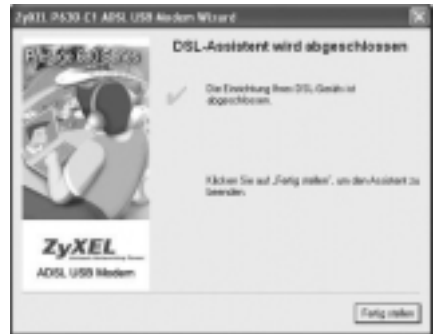 ZyXEL P630-C1 ADSL USB Modem Wizard
DSL-Assistent wird abgeschlossen
Die Einrichtung Ihres DSL-Geräts ist
abgeschlossen.
Klicken Sie auf „Fertig stellen“, um den Assistent zu
beenden.
ZyXEL
ADSL USB Modem
Fertig stellen